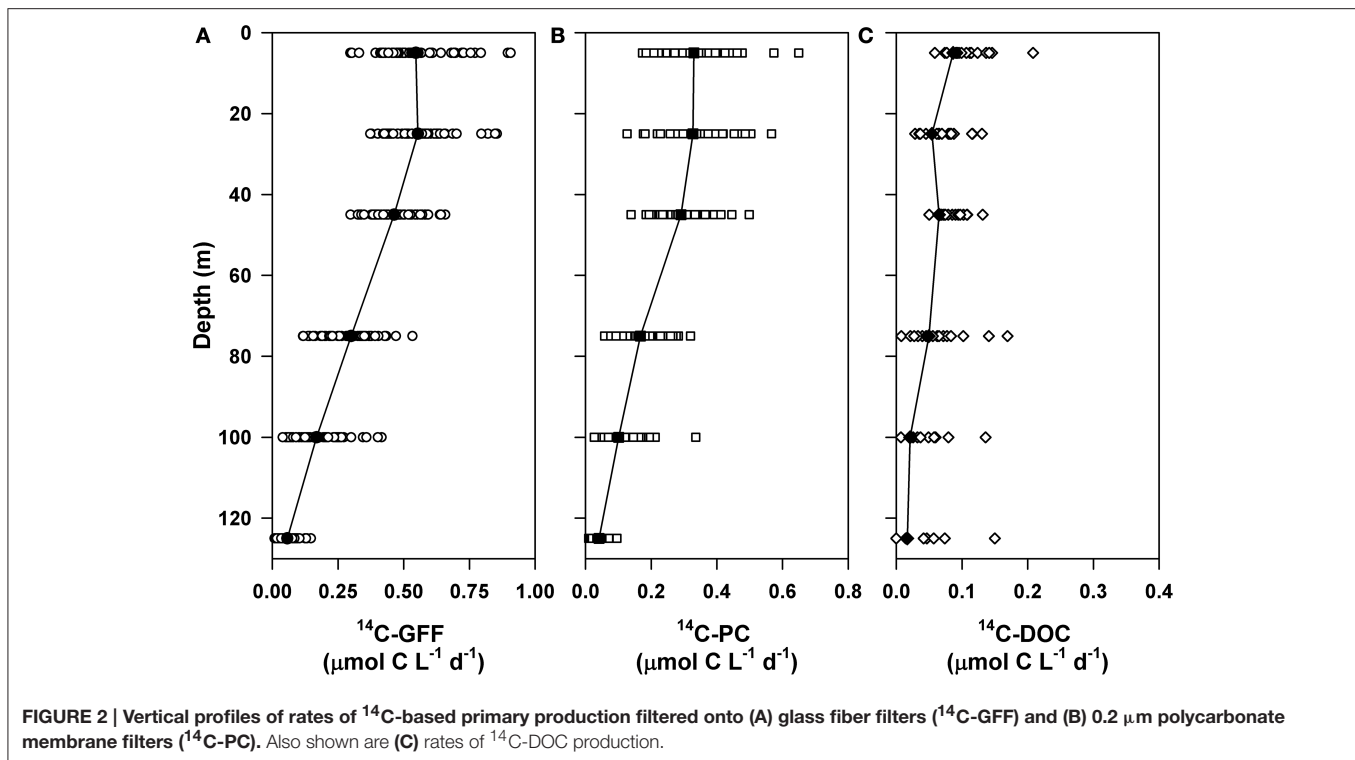 A
B
C
0
20
40
60
80
100
120
Depth (m)
0.00 0.25 0.50 0.75 1.00
0.0 0.2 0.4 0.6 0.8
0.0 0.1 0.2 0.3 0.4
¹⁴C-GFF
(μmol C L⁻¹ d⁻¹)
¹⁴C-PC
(μmol C L⁻¹ d⁻¹)
¹⁴C-DOC
(μmol C L⁻¹ d⁻¹)
FIGURE 2 | Vertical profiles of rates of ¹⁴C-based primary production filtered onto (A) glass fiber filters (¹⁴C-GFF) and (B) 0.2 μm polycarbonate
membrane filters (¹⁴C-PC). Also shown are (C) rates of ¹⁴C-DOC production.